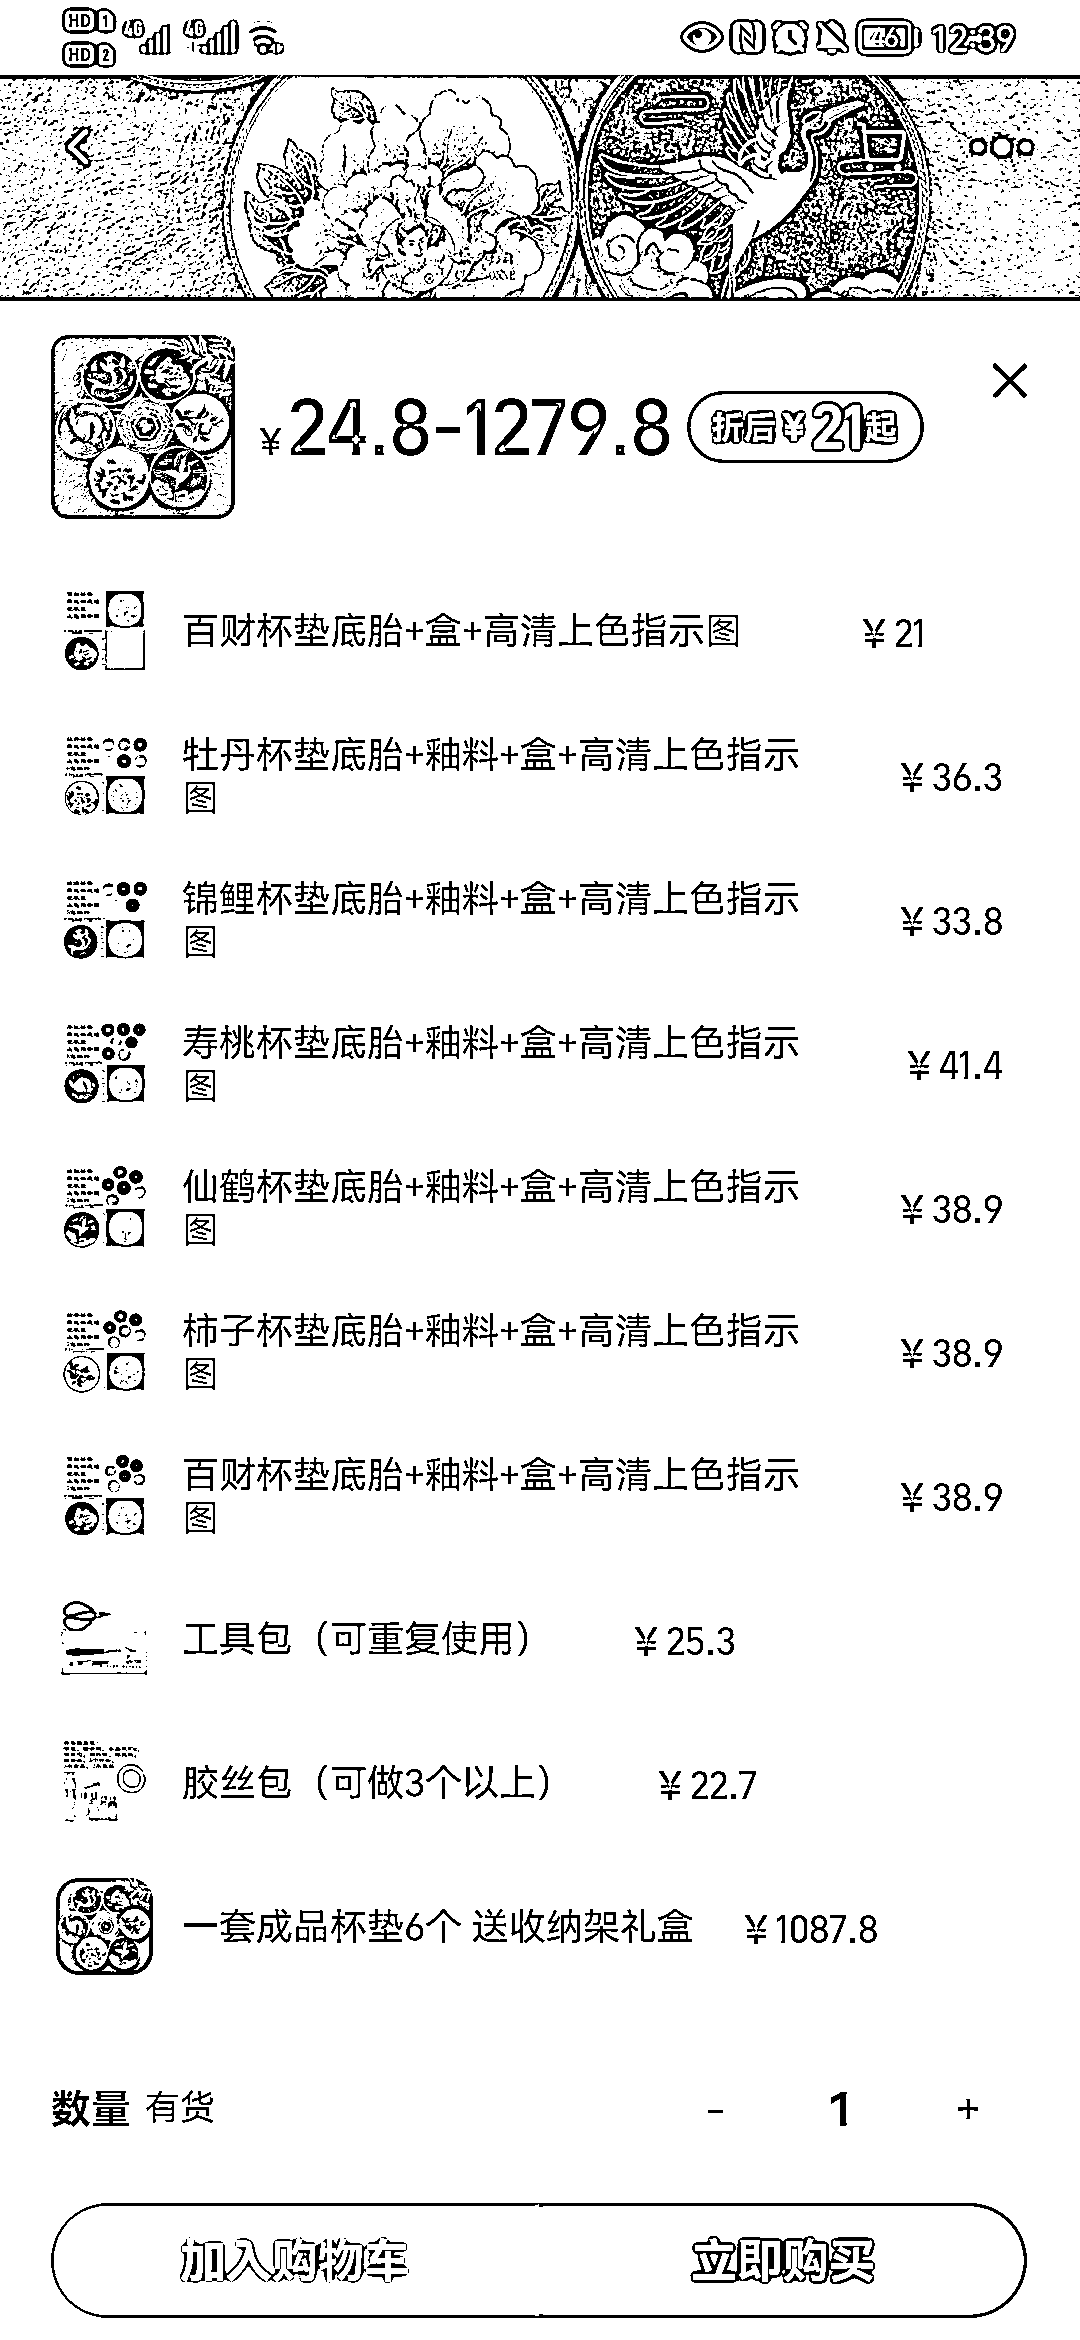 HD 1 4G 4G 46 12:39
HD 2
¥24.8-1279.8 折后¥21起
百财杯垫底胎+盒+高清上色指示图 ¥21
牡丹杯垫底胎+釉料+盒+高清上色指示
图 ¥36.3
锦鲤杯垫底胎+釉料+盒+高清上色指示
图 ¥33.8
寿桃杯垫底胎+釉料+盒+高清上色指示
图 ¥41.4
仙鹤杯垫底胎+釉料+盒+高清上色指示
图 ¥38.9
柿子杯垫底胎+釉料+盒+高清上色指示
图 ¥38.9
百财杯垫底胎+釉料+盒+高清上色指示
图 ¥38.9
工具包（可重复使用） ¥25.3
胶丝包（可做3个以上） ¥22.7
一套成品杯垫6个 送收纳架礼盒 ¥1087.8
数量 有货 - 1 +
加入购物车 立即购买